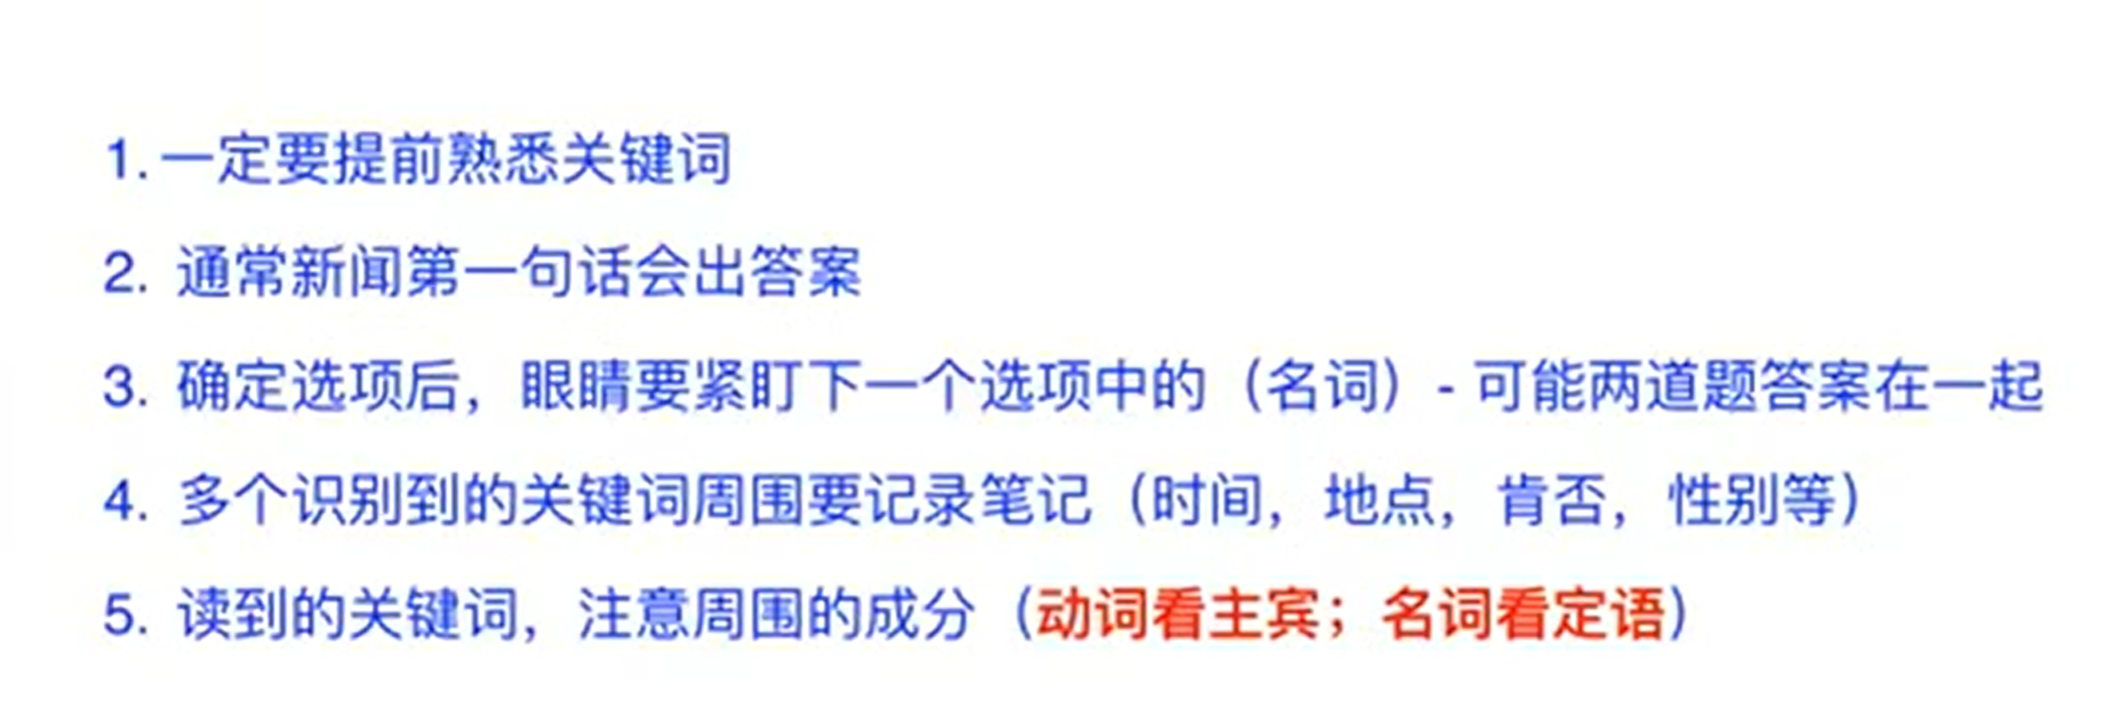 1. 一定要提前熟悉关键词
2. 通常新闻第一句话会出答案
3. 确定选项后，眼睛要紧盯下一个选项中的（名词）- 可能两道题答案在一起
4. 多个识别到的关键词周围要记录笔记（时间，地点，肯否，性别等）
5. 读到的关键词，注意周围的成分（动词看主宾；名词看定语）